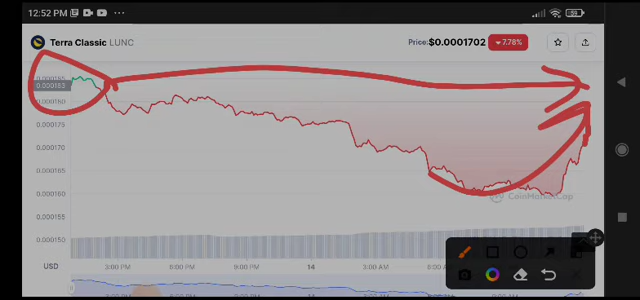 12:52 PM
Terra Classic LUNC
Price: $0.0001702 7.78%
0.000185
0.000183
0.000180
0.000175
0.000170
0.000165
0.000160
0.000150
CoinMarketCap
USD 3:00 PM 6:00 PM 9:00 PM 14 3:00 AM